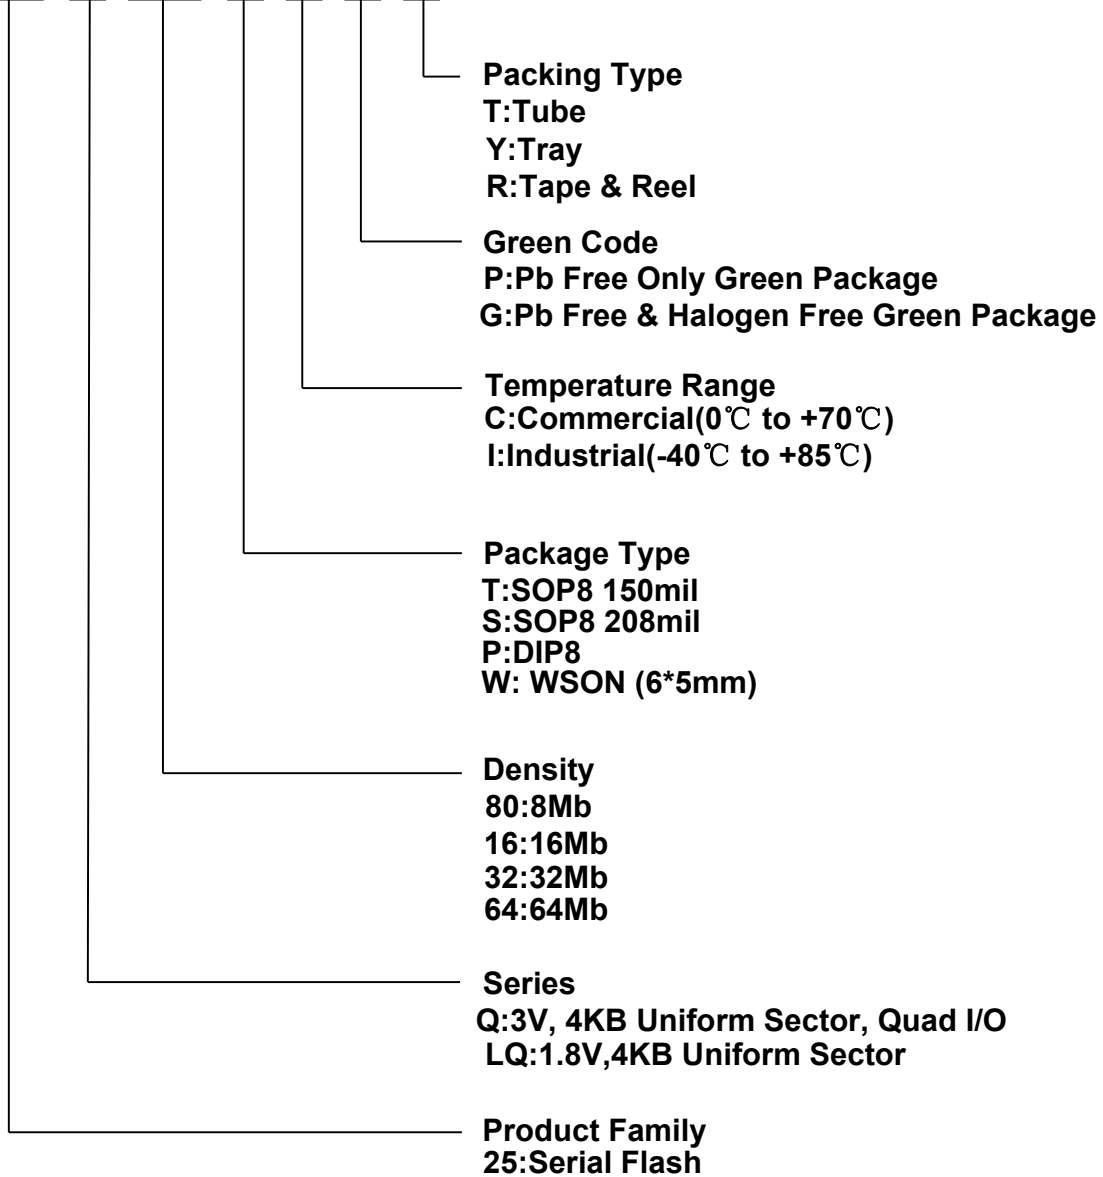 Packing Type
T:Tube
Y:Tray
R:Tape & Reel
Green Code
P:Pb Free Only Green Package
G:Pb Free & Halogen Free Green Package
Temperature Range
C:Commercial(0℃ to +70℃)
I:Industrial(-40℃ to +85℃)
Package Type
T:SOP8 150mil
S:SOP8 208mil
P:DIP8
W: WSON (6*5mm)
Density
80:8Mb
16:16Mb
32:32Mb
64:64Mb
Series
Q:3V, 4KB Uniform Sector, Quad I/O
LQ:1.8V,4KB Uniform Sector
Product Family
25:Serial Flash